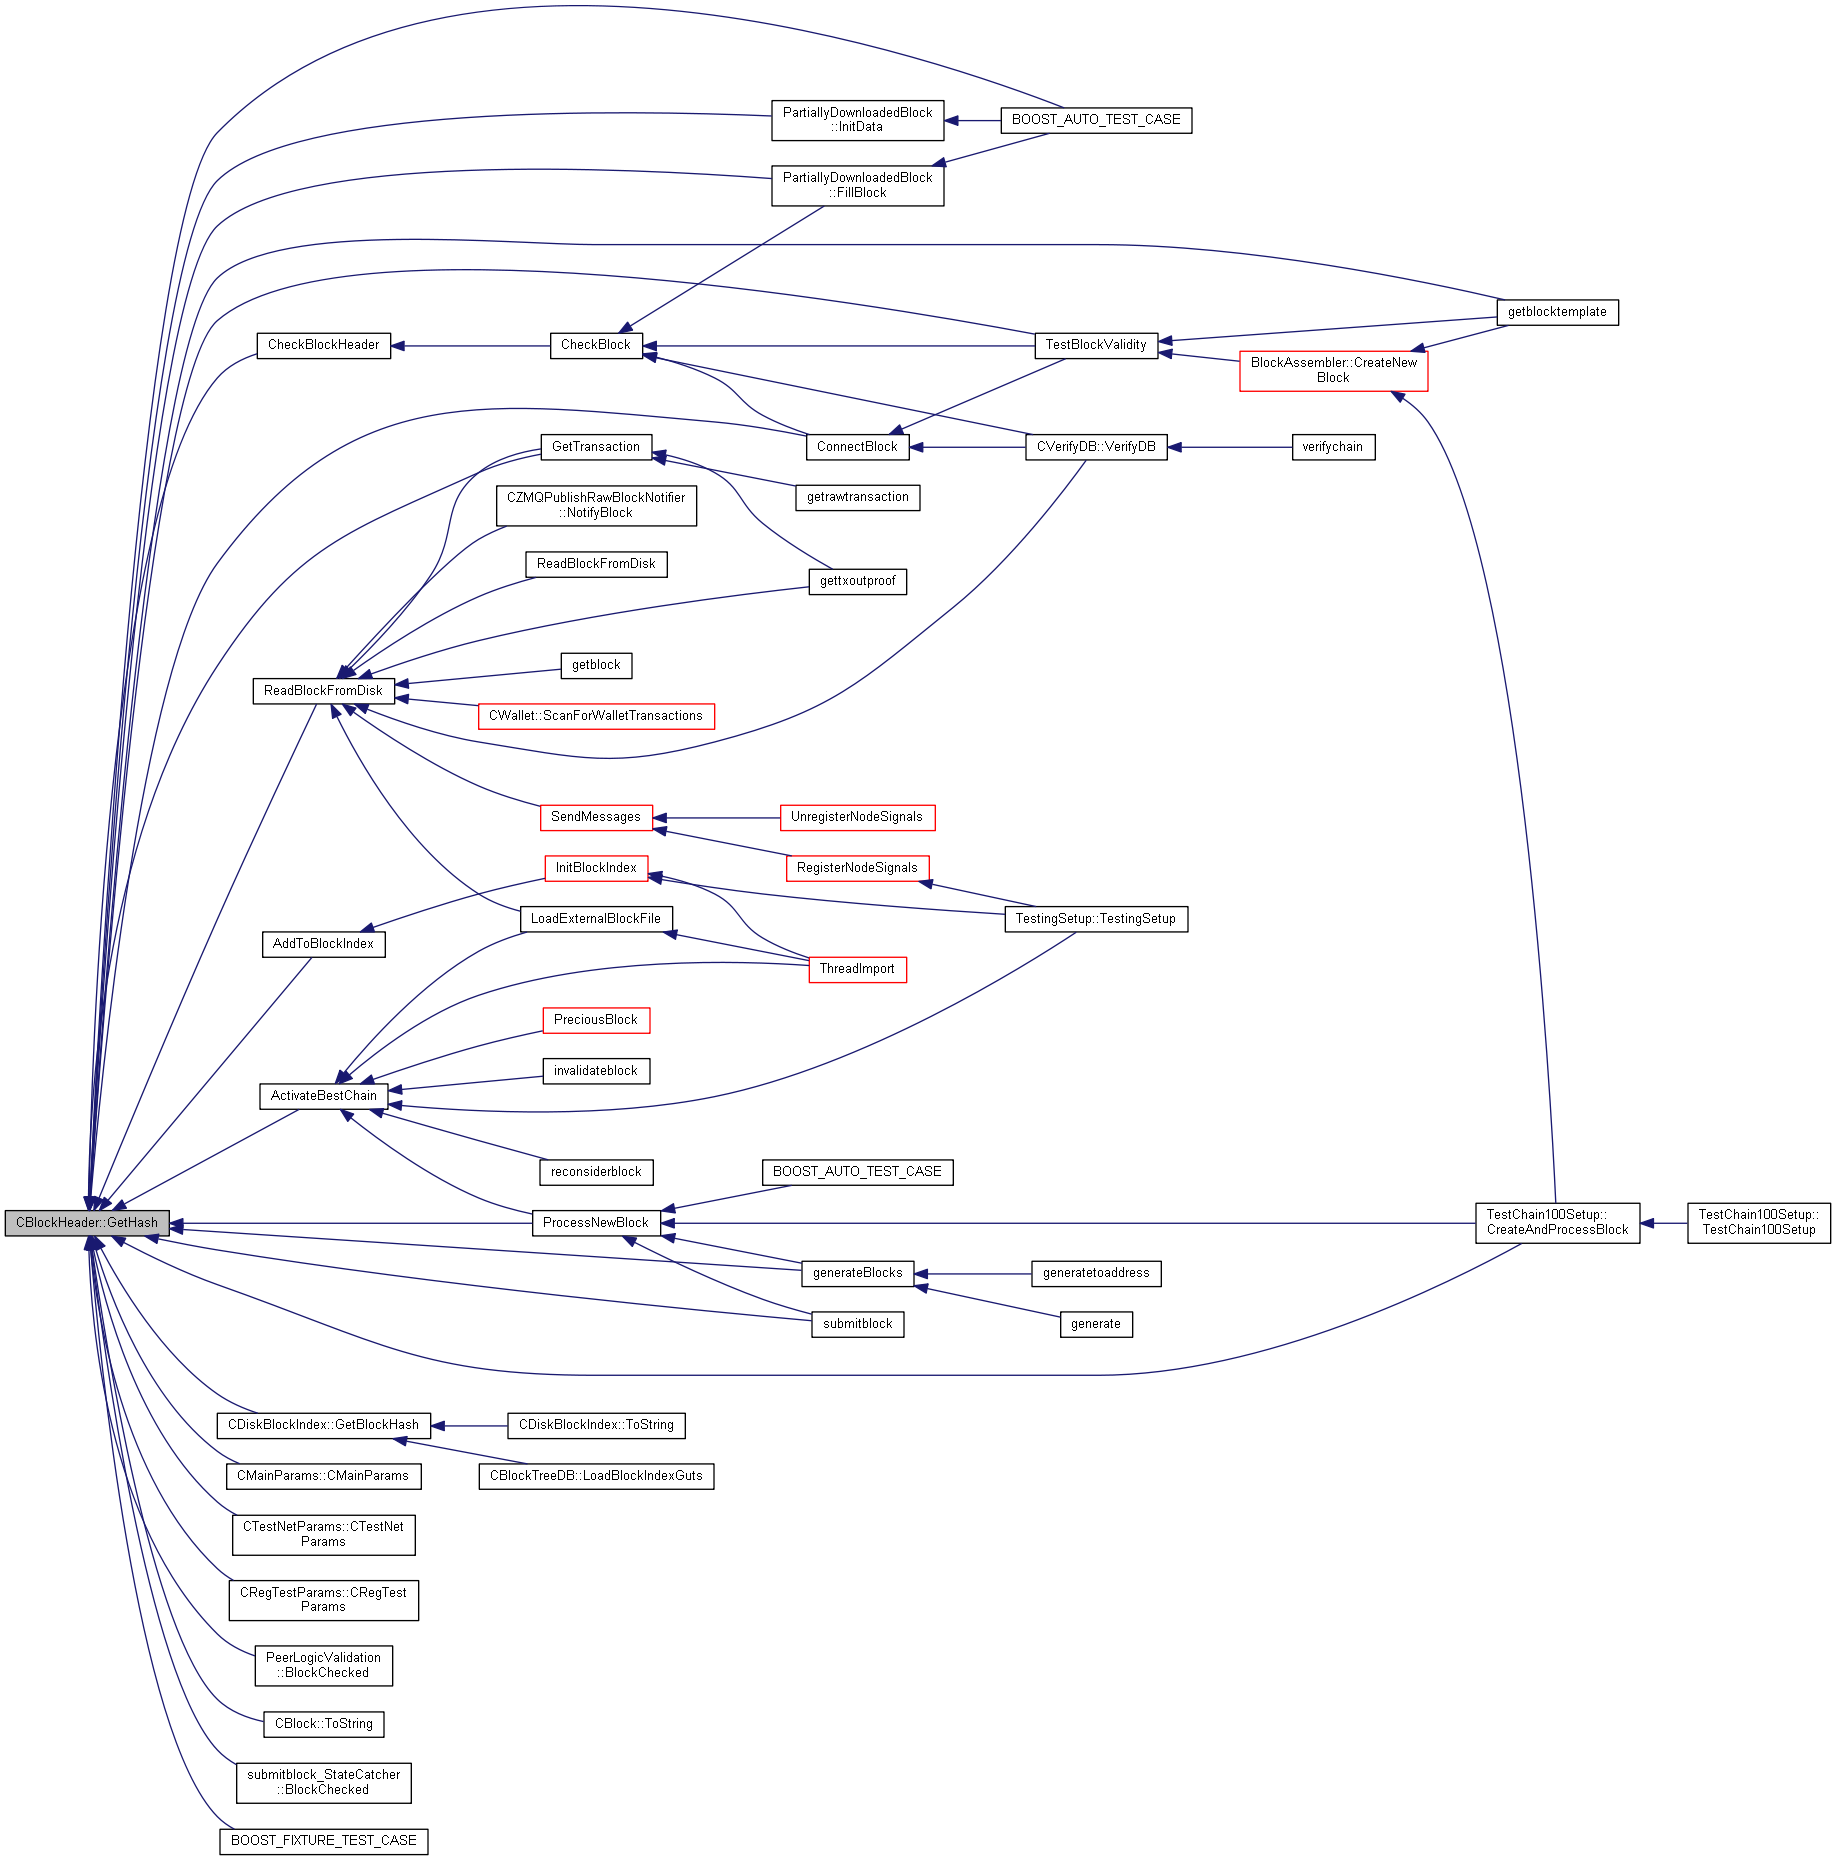 PartiallyDownloadedBlock
::InitData
BOOST_AUTO_TEST_CASE
PartiallyDownloadedBlock
::FillBlock
getblocktemplate
CheckBlockHeader
CheckBlock
TestBlockValidity
BlockAssembler::CreateNew
Block
GetTransaction
ConnectBlock
CVerifyDB::VerifyDB
verifychain
getrawtransaction
CZMQPublishRawBlockNotifier
::NotifyBlock
ReadBlockFromDisk
gettxoutproof
getblock
ReadBlockFromDisk
CWallet::ScanForWalletTransactions
SendMessages
UnregisterNodeSignals
InitBlockIndex
RegisterNodeSignals
LoadExternalBlockFile
TestingSetup::TestingSetup
AddToBlockIndex
ThreadImport
PreciousBlock
invalidateblock
ActivateBestChain
reconsiderblock
BOOST_AUTO_TEST_CASE
CBlockHeader::GetHash
ProcessNewBlock
TestChain100Setup::
CreateAndProcessBlock
TestChain100Setup::
TestChain100Setup
generateBlocks
generatetoaddress
submitblock
generate
CDiskBlockIndex::GetBlockHash
CDiskBlockIndex::ToString
CMainParams::CMainParams
CBlockTreeDB::LoadBlockIndexGuts
CTestNetParams::CTestNet
Params
CRegTestParams::CRegTest
Params
PeerLogicValidation
::BlockChecked
CBlock::ToString
submitblock_StateCatcher
::BlockChecked
BOOST_FIXTURE_TEST_CASE